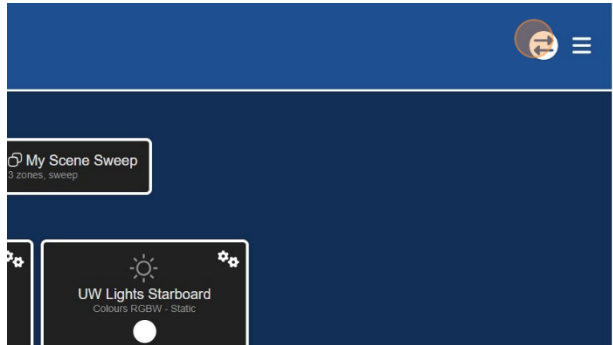 My Scene Sweep
3 zones, sweep
UW Lights Starboard
Colours RGBW - Static